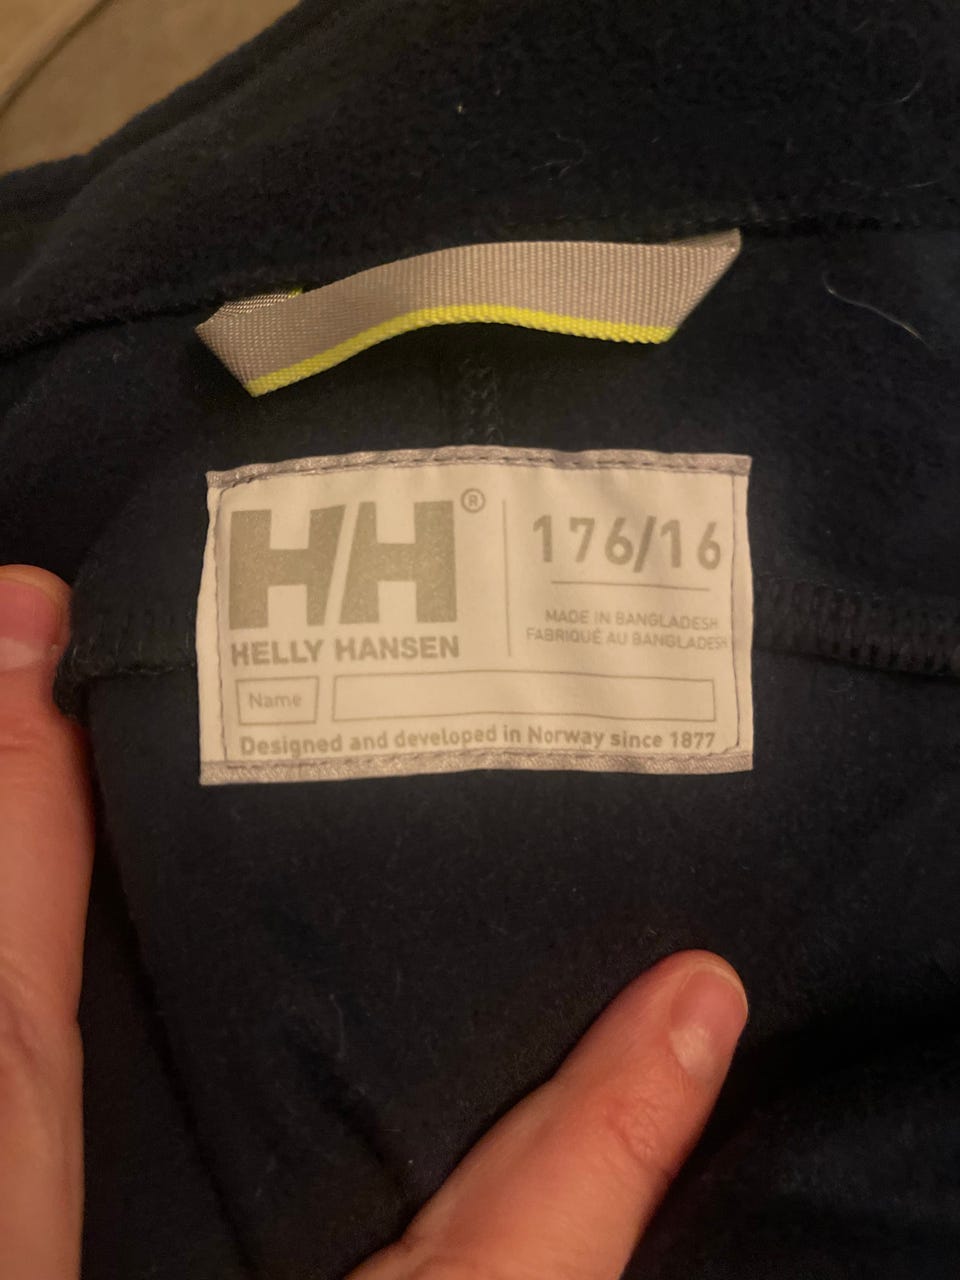 HH®
HELLY HANSEN
176/16
MADE IN BANGLADESH
FABRIQUÉ AU BANGLADESH
Name
Designed and developed in Norway since 1877